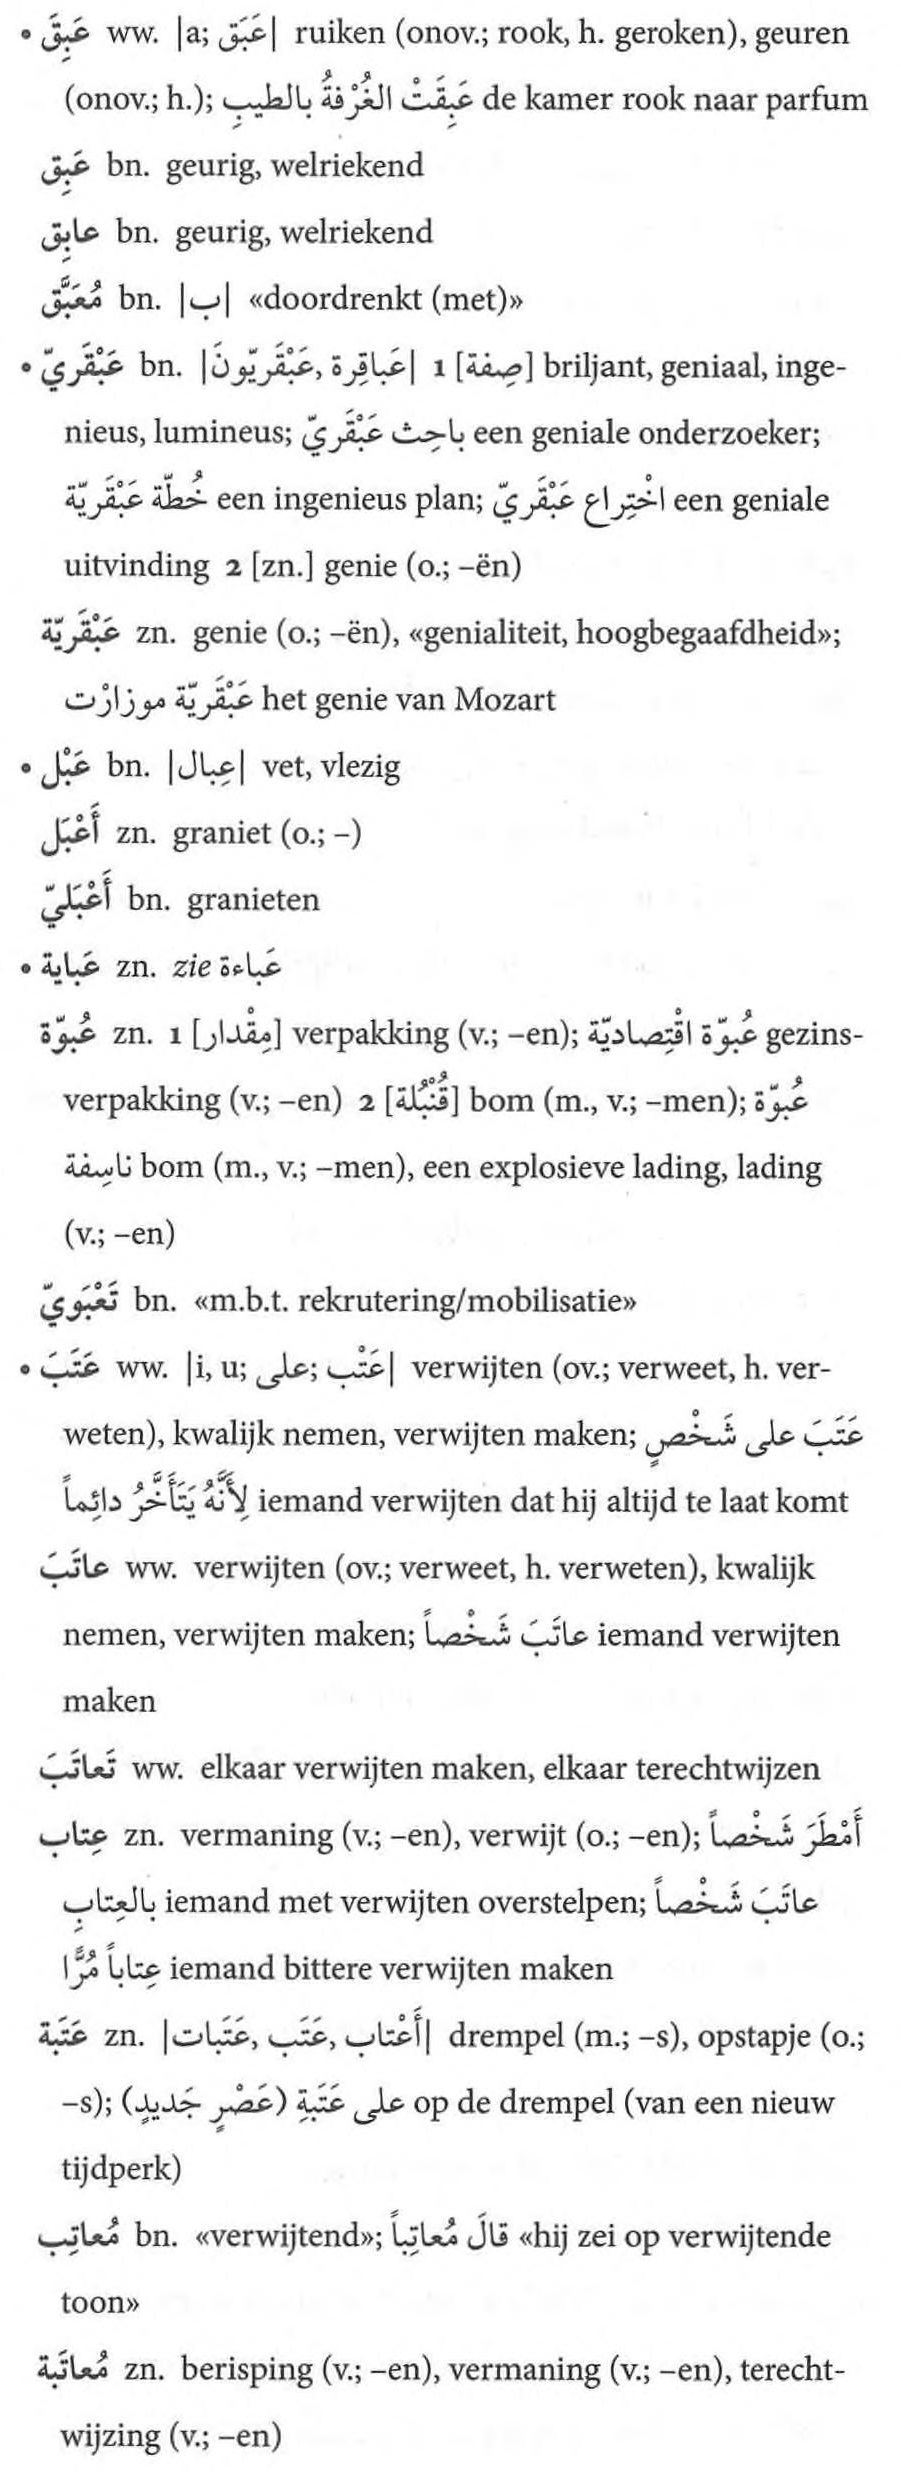 • عَبِقَ ww. |a; عَبَق| ruiken (onov.; rook, h. geroken), geuren
(onov.; h.); عَبِقَتْ الغُرْفةُ بالطيبِ de kamer rook naar parfum
عَبِق bn. geurig, welriekend
عابِق bn. geurig, welriekend
مُعَبَّق bn. |ب| «doordrenkt (met)»
• عَبْقَريّ bn. |عَباقِرة, عَبْقَريّونَ| 1 [صِفة] briljant, geniaal, inge-
nieus, lumineus; باحِث عَبْقَريّ een geniale onderzoeker;
خُطّة عَبْقَريّة een ingenieus plan; اخْتِراع عَبْقَريّ een geniale
uitvinding 2 [zn.] genie (o.; –ën)
عَبْقَريّة zn. genie (o.; –ën), «genialiteit, hoogbegaafdheid»;
عَبْقَريّة موزارْت het genie van Mozart
• عَبْل bn. |عِبال| vet, vlezig
أَعْبَل zn. graniet (o.; –)
أَعْبَليّ bn. granieten
• عَباية zn. zie عَباءة
عُبوّة zn. 1 [مِقْدار] verpakking (v.; –en); عُبوّة اقْتِصاديّة gezins-
verpakking (v.; –en) 2 [قُنْبُلة] bom (m., v.; –men); عُبوّة
ناسِفة bom (m., v.; –men), een explosieve lading, lading
(v.; –en)
تَعْبَويّ bn. «m.b.t. rekrutering/mobilisatie»
• عَتَبَ ww. |i, u; عَتْب; على| verwijten (ov.; verweet, h. ver-
weten), kwalijk nemen, verwijten maken; عَتَبَ على شَخْصٍ
لِأَنَّهُ يَتَأَخَّرُ دائِماً iemand verwijten dat hij altijd te laat komt
عاتَبَ ww. verwijten (ov.; verweet, h. verweten), kwalijk
nemen, verwijten maken; عاتَبَ شَخْصاً iemand verwijten
maken
تَعاتَبَ ww. elkaar verwijten maken, elkaar terechtwijzen
عِتاب zn. vermaning (v.; –en), verwijt (o.; –en); أَمْطَرَ شَخْصاً
بالعِتابِ iemand met verwijten overstelpen; عاتَبَ شَخْصاً
عِتاباً مُرًّا iemand bittere verwijten maken
عَتَبة zn. |أَعْتاب, عَتَب, عَتَبات| drempel (m.; –s), opstapje (o.;
–s); على عَتَبةِ (عَصْرٍ جَديدٍ) op de drempel (van een nieuw
tijdperk)
مُعاتِب bn. «verwijtend»; قالَ مُعاتِباً «hij zei op verwijtende
toon»
مُعاتَبة zn. berisping (v.; –en), vermaning (v.; –en), terecht-
wijzing (v.; –en)